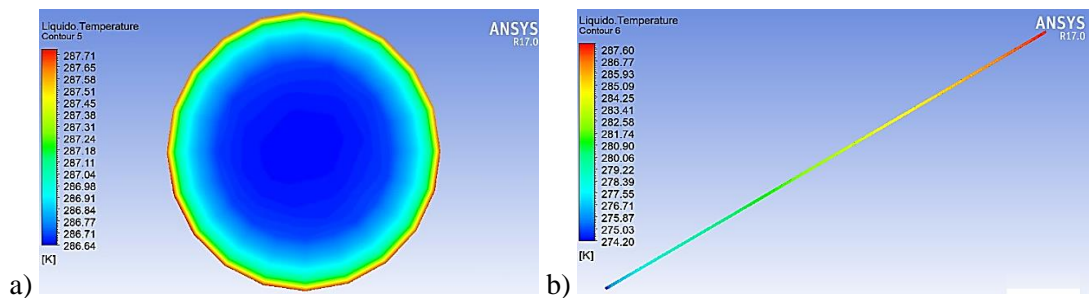 Liquido.Temperature
Contour 5
ANSYS
R17.0
287.71
287.65
287.58
287.51
287.45
287.38
287.31
287.24
287.18
287.11
287.04
286.98
286.91
286.84
286.77
286.71
286.64
[K]
a)
Liquido.Temperature
Contour 6
ANSYS
R17.0
287.60
286.77
285.93
285.09
284.25
283.41
282.58
281.74
280.90
280.06
279.22
278.39
277.55
276.71
275.87
275.03
274.20
[K]
b)